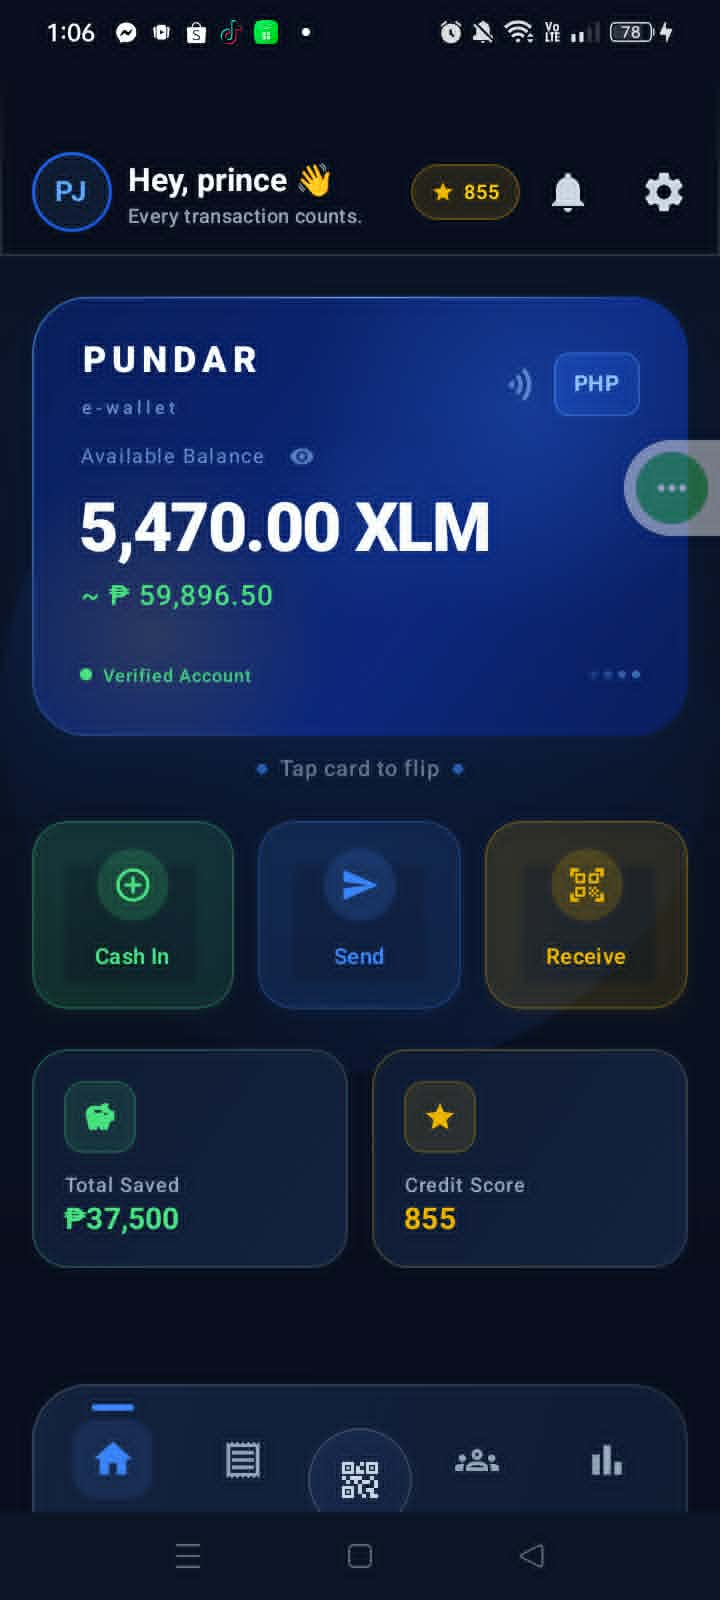 1:06
Vo LTE
78
PJ
Hey, prince 👋
855
Every transaction counts.
PUNDAR
PHP
e-wallet
Available Balance
5,470.00 XLM
~ ₱ 59,896.50
Verified Account
Tap card to flip
Cash In
Send
Receive
Total Saved
₱37,500
Credit Score
855